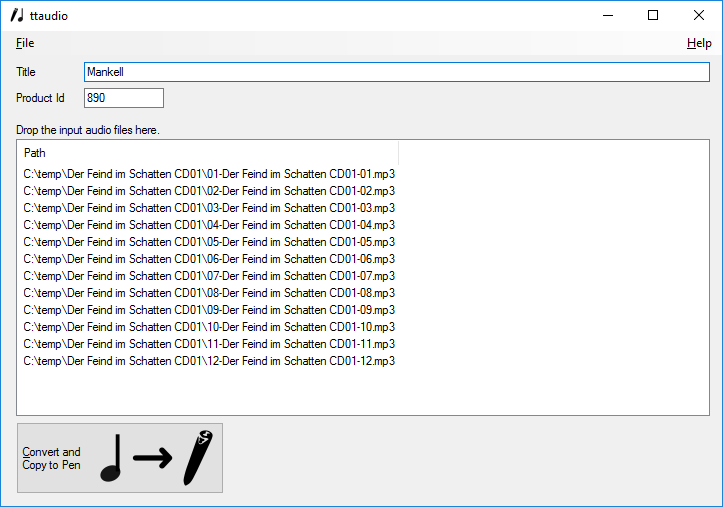 ttaudio
File Help
Title Mankell
Product Id 890
Drop the input audio files here.
Path
C:\temp\Der Feind im Schatten CD01\01-Der Feind im Schatten CD01-01.mp3
C:\temp\Der Feind im Schatten CD01\02-Der Feind im Schatten CD01-02.mp3
C:\temp\Der Feind im Schatten CD01\03-Der Feind im Schatten CD01-03.mp3
C:\temp\Der Feind im Schatten CD01\04-Der Feind im Schatten CD01-04.mp3
C:\temp\Der Feind im Schatten CD01\05-Der Feind im Schatten CD01-05.mp3
C:\temp\Der Feind im Schatten CD01\06-Der Feind im Schatten CD01-06.mp3
C:\temp\Der Feind im Schatten CD01\07-Der Feind im Schatten CD01-07.mp3
C:\temp\Der Feind im Schatten CD01\08-Der Feind im Schatten CD01-08.mp3
C:\temp\Der Feind im Schatten CD01\09-Der Feind im Schatten CD01-09.mp3
C:\temp\Der Feind im Schatten CD01\10-Der Feind im Schatten CD01-10.mp3
C:\temp\Der Feind im Schatten CD01\11-Der Feind im Schatten CD01-11.mp3
C:\temp\Der Feind im Schatten CD01\12-Der Feind im Schatten CD01-12.mp3
Convert and
Copy to Pen